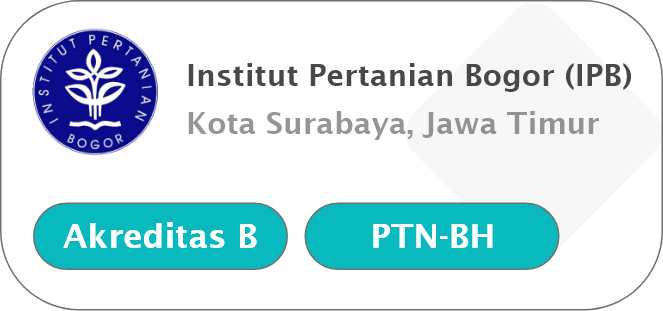 INSTITUT PERTANIAN
BOGOR
Institut Pertanian Bogor (IPB)
Kota Surabaya, Jawa Timur
Akreditas B
PTN-BH